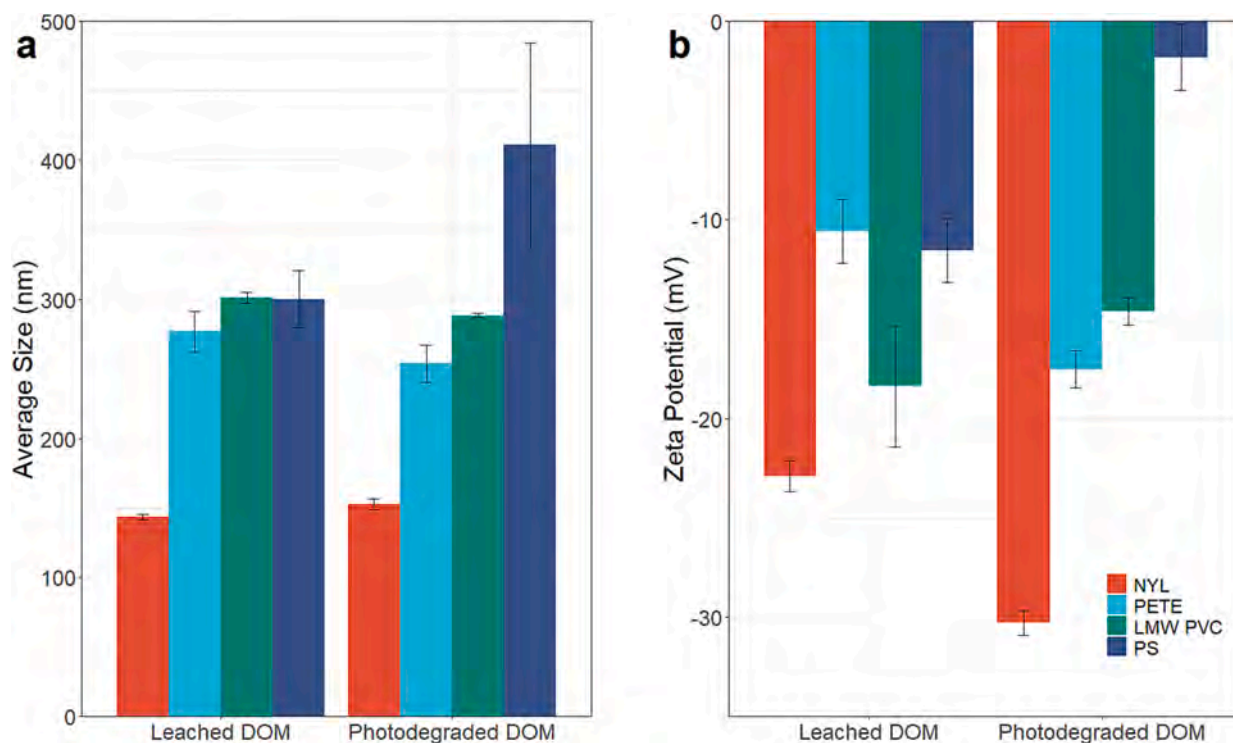 a
500
400
300
200
100
0
Average Size (nm)
Leached DOM
Photodegraded DOM
b
0
-10
-20
-30
Zeta Potential (mV)
NYL
PETE
LMW PVC
PS
Leached DOM
Photodegraded DOM